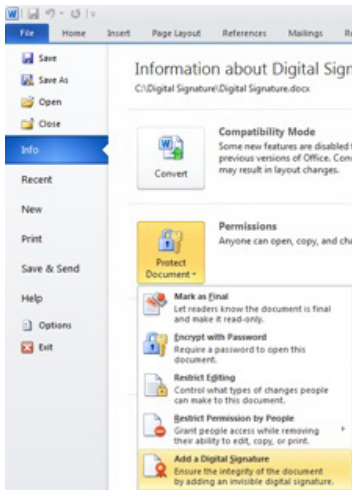 File Home Insert Page Layout References Mailings
Save
Save As
Open
Close
Info
Recent
New
Print
Save & Send
Help
Options
Exit
Information about Digital Sig
C:\Digital Signature\Digital Signature.docx
Convert
Compatibility Mode
Some new features are disabled
previous versions of Office. Con
may result in layout changes.
Protect
Document
Permissions
Anyone can open, copy, and cha
Mark as Final
Let readers know the document is final
and make it read-only.
Encrypt with Password
Require a password to open this
document.
Restrict Editing
Control what types of changes people
can make to this document.
Restrict Permission by People
Grant people access while removing
their ability to edit, copy, or print.
Add a Digital Signature
Ensure the integrity of the document
by adding an invisible digital signature.